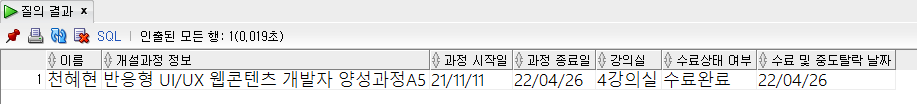 질의 결과 x
SQL | 인출된 모든 행: 1(0,019초)
이름 개설과정 정보 과정 시작일 과정 종료일 강의실 수료상태 여부 수료 및 중도탈락 날짜
1 천혜현 반응형 UI/UX 웹콘텐츠 개발자 양성과정A5 21/11/11 22/04/26 4강의실 수료완료 22/04/26